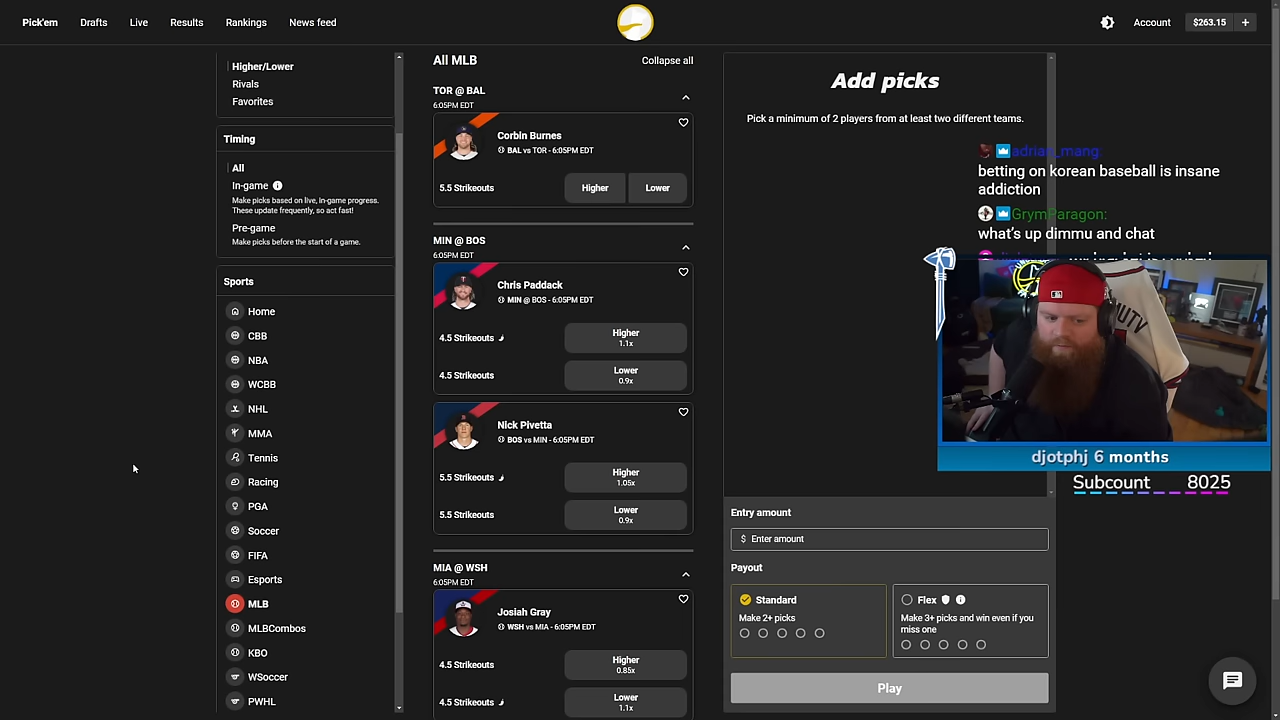 Pick'em
Drafts
Live
Results
Rankings
News feed
Account
$263.15
+
Higher/Lower
Rivals
Favorites
Timing
All
In-game
Make picks based on live, in-game progress.
These update frequently, so act fast!
Pre-game
Make picks before the start of a game.
Sports
Home
CBB
NBA
WCBB
NHL
MMA
Tennis
Racing
PGA
Soccer
FIFA
Esports
MLB
MLBCombos
KBO
WSoccer
PWHL
All MLB
Collapse all
TOR @ BAL
6:05PM EDT
Corbin Burnes
BAL vs TOR - 6:05PM EDT
5.5 Strikeouts
Higher
Lower
MIN @ BOS
6:05PM EDT
Chris Paddack
MIN @ BOS - 6:05PM EDT
4.5 Strikeouts
Higher
1.1x
4.5 Strikeouts
Lower
0.9x
Nick Pivetta
BOS vs MIN - 6:05PM EDT
5.5 Strikeouts
Higher
1.05x
5.5 Strikeouts
Lower
0.9x
MIA @ WSH
6:05PM EDT
Josiah Gray
WSH vs MIA - 6:05PM EDT
4.5 Strikeouts
Higher
0.85x
4.5 Strikeouts
Lower
1.1x
Add picks
Pick a minimum of 2 players from at least two different teams.
Entry amount
$ Enter amount
Payout
Standard
Make 2+ picks
Flex
Make 3+ picks and win even if you
miss one
Play
adrian_mang:
betting on korean baseball is insane
addiction
GrymParagon:
what's up dimmu and chat
djotphj 6 months
Subcount 8025